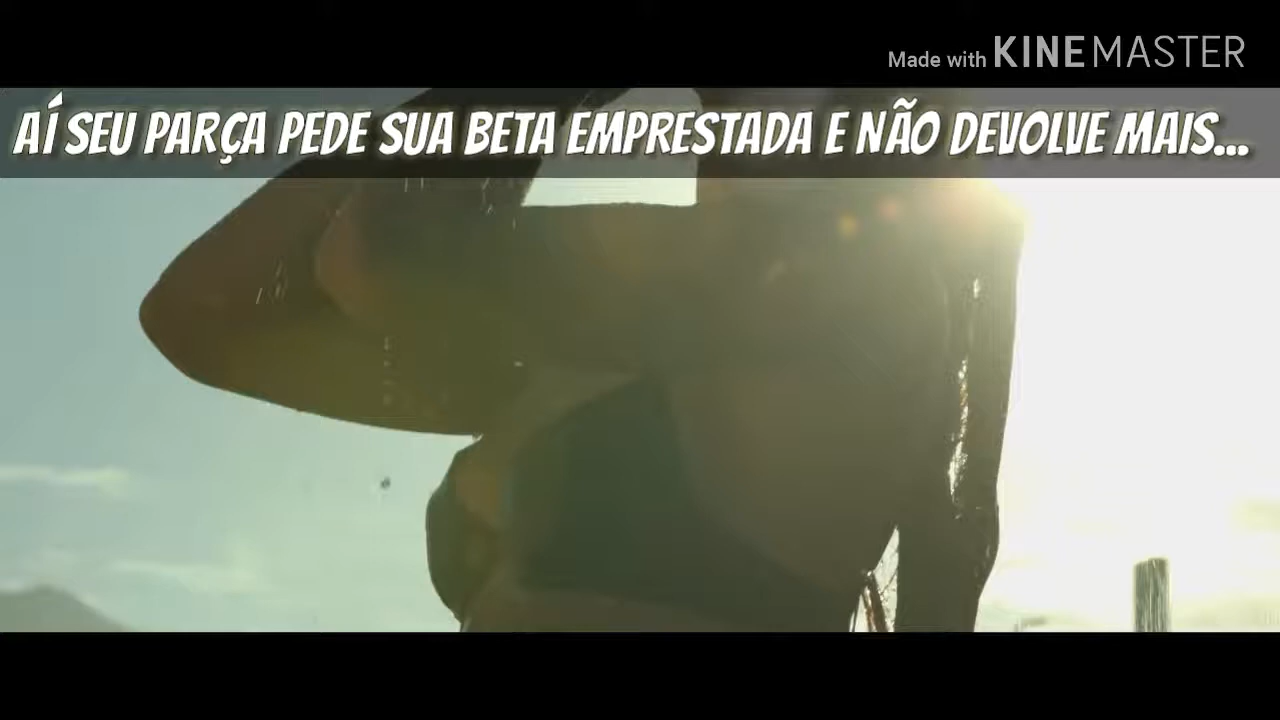 Made with KINEMASTER
AÍ SEU PARÇA PEDE SUA BETA EMPRESTADA E NÃO DEVOLVE MAIS...